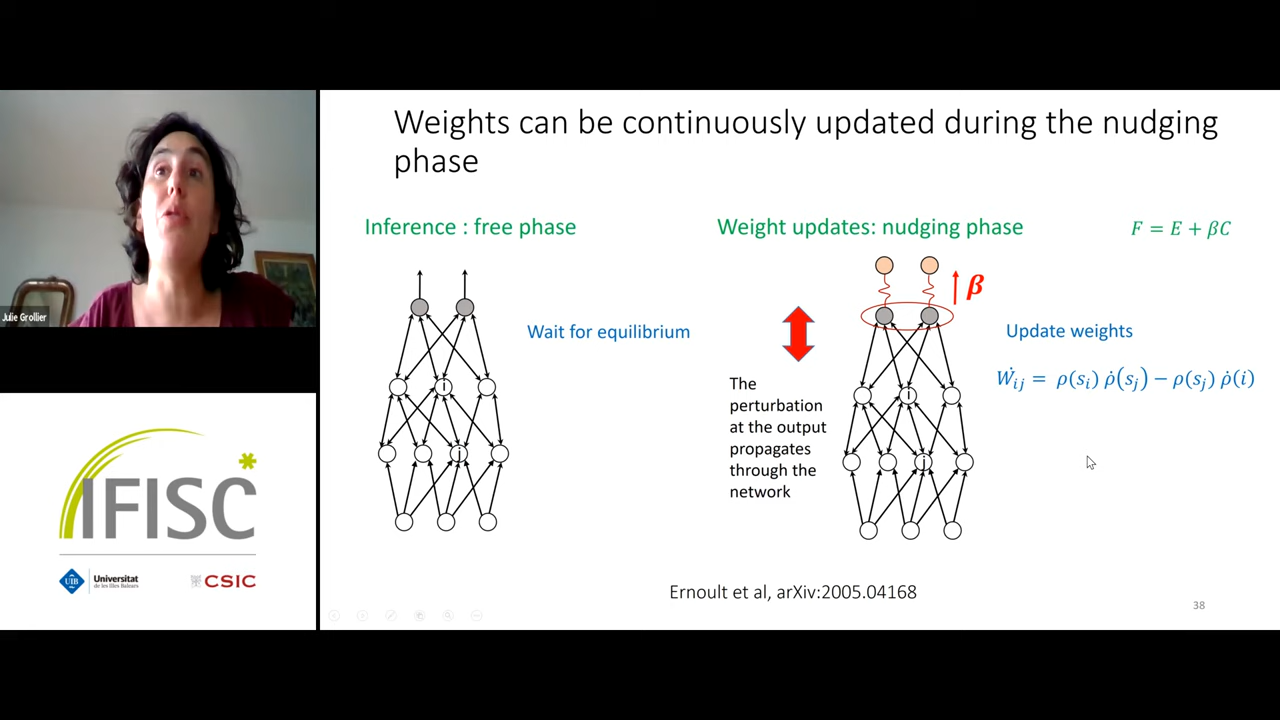 Weights can be continuously updated during the nudging
phase
Inference : free phase
Weight updates: nudging phase
F = E + βC
β
Wait for equilibrium
Update weights
Ẇij = ρ(si) ρ̇(sj) − ρ(sj) ρ̇(i)
The
perturbation
at the output
propagates
through the
network
i
j
i
j
Ernoult et al, arXiv:2005.04168
38
Julie Grollier
IFISC
UIB
Universitat
de les Illes Balears
CSIC